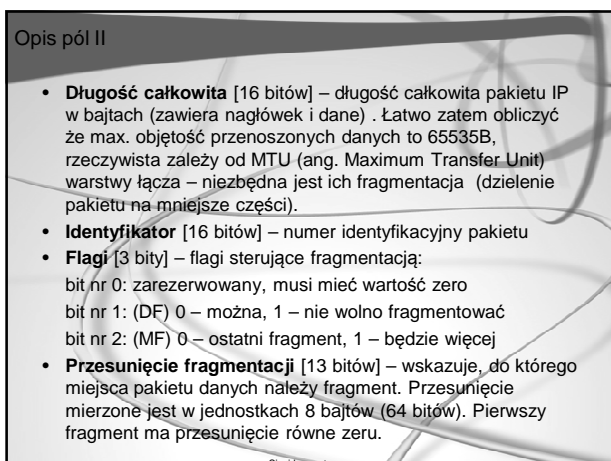 Opis pól II
• Długość całkowita [16 bitów] – długość całkowita pakietu IP
w bajtach (zawiera nagłówek i dane) . Łatwo zatem obliczyć
że max. objętość przenoszonych danych to 65535B,
rzeczywista zależy od MTU (ang. Maximum Transfer Unit)
warstwy łącza – niezbędna jest ich fragmentacja (dzielenie
pakietu na mniejsze części).
• Identyfikator [16 bitów] – numer identyfikacyjny pakietu
• Flagi [3 bity] – flagi sterujące fragmentacją:
bit nr 0: zarezerwowany, musi mieć wartość zero
bit nr 1: (DF) 0 – można, 1 – nie wolno fragmentować
bit nr 2: (MF) 0 – ostatni fragment, 1 – będzie więcej
• Przesunięcie fragmentacji [13 bitów] – wskazuje, do którego
miejsca pakietu danych należy fragment. Przesunięcie
mierzone jest w jednostkach 8 bajtów (64 bitów). Pierwszy
fragment ma przesunięcie równe zeru.